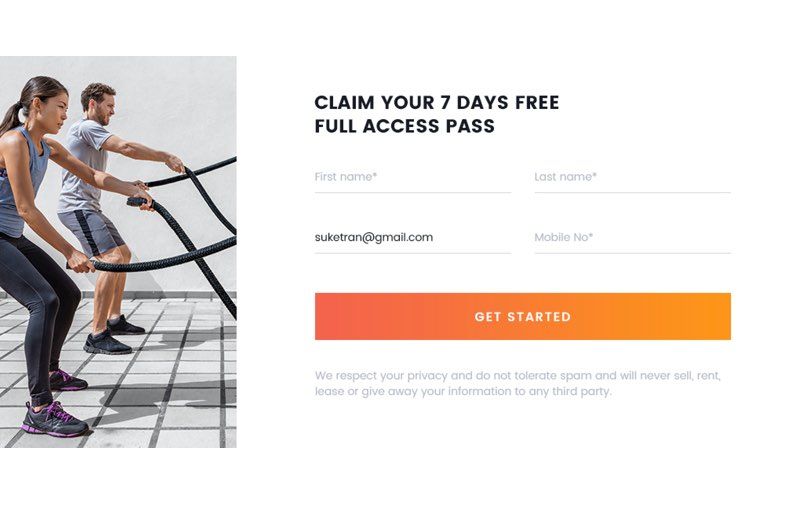 CLAIM YOUR 7 DAYS FREE
FULL ACCESS PASS
First name*
Last name*
suketran@gmail.com
Mobile No*
GET STARTED
We respect your privacy and do not tolerate spam and will never sell, rent,
lease or give away your information to any third party.